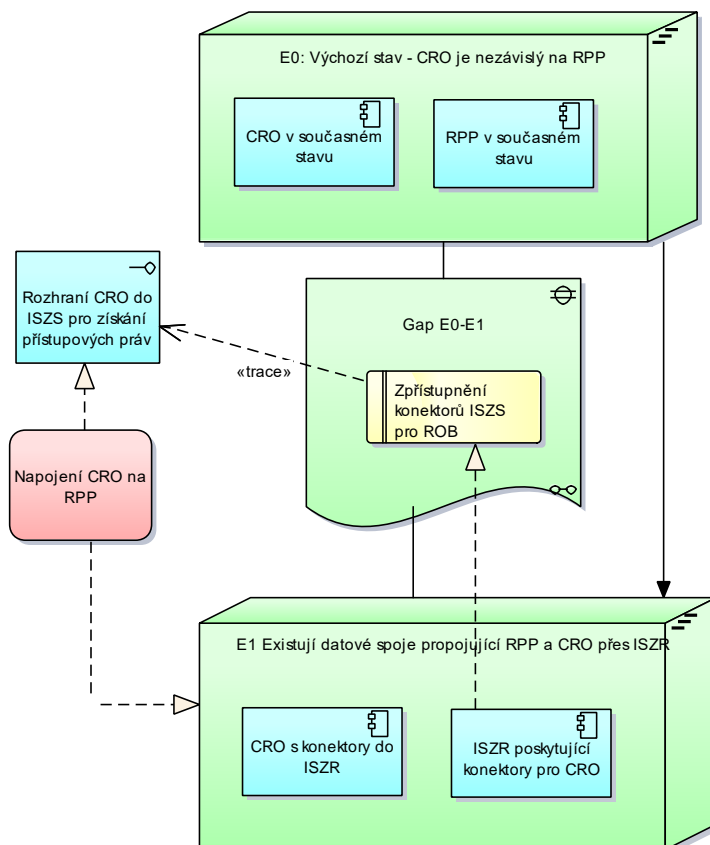 E0: Výchozí stav - CRO je nezávislý na RPP
CRO v současném
stavu
RPP v současném
stavu
Rozhraní CRO do
ISZS pro získání
přístupových práv
Gap E0-E1
«trace»
Zpřístupnění
konektorů ISZS
pro ROB
Napojení CRO na
RPP
E1 Existují datové spoje propojující RPP a CRO přes ISZR
CRO s konektory do
ISZR
ISZR poskytující
konektory pro CRO